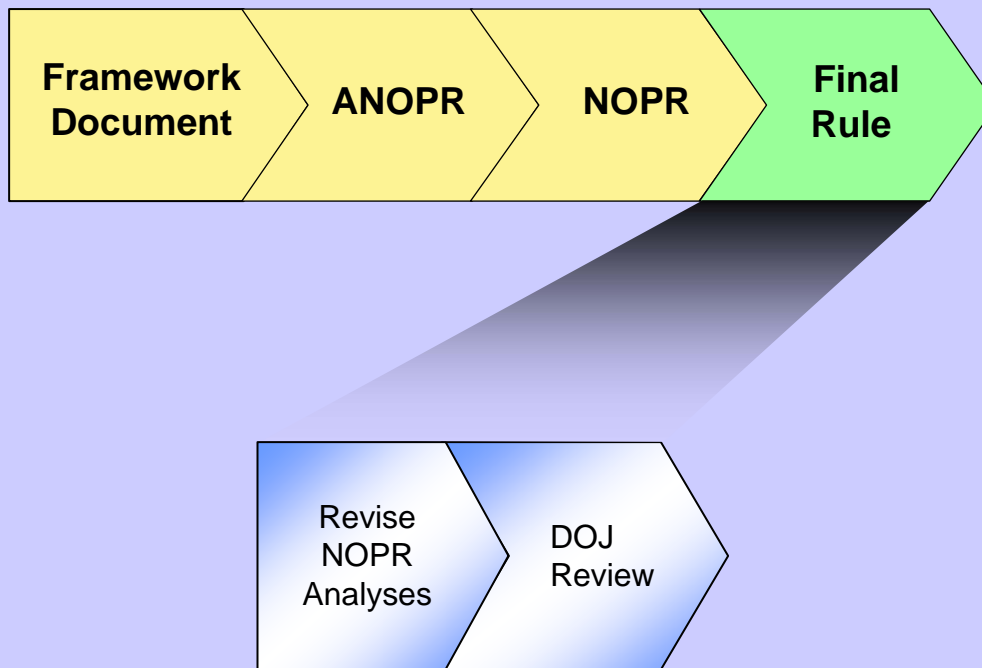 Framework
Document
ANOPR
NOPR
Final
Rule
Revise
NOPR
Analyses
DOJ
Review